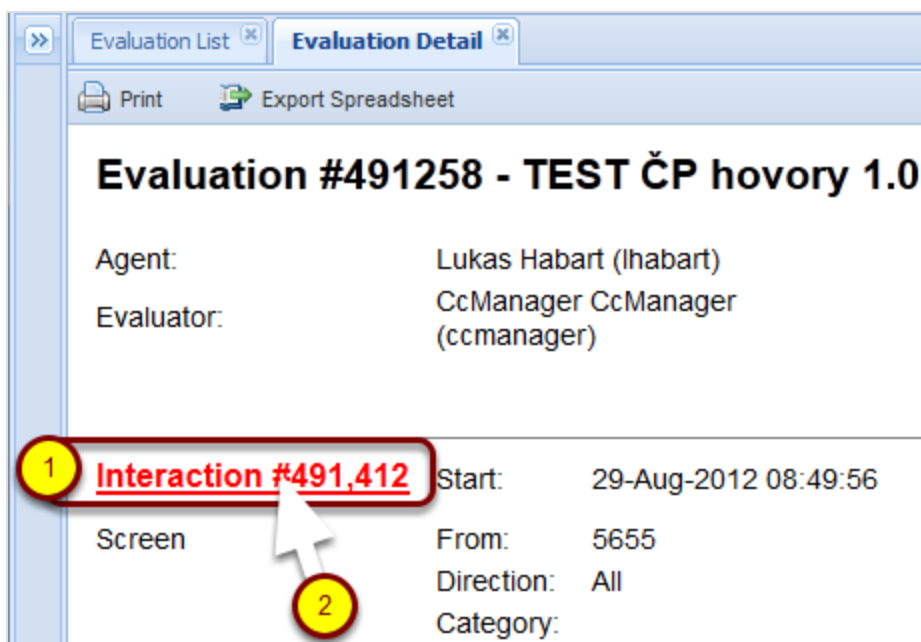 Evaluation List Evaluation Detail
Print Export Spreadsheet
Evaluation #491258 - TEST ČP hovory 1.0
Agent: Lukas Habart (lhabart)
Evaluator: CcManager CcManager
(ccmanager)
1 Interaction #491,412 Start: 29-Aug-2012 08:49:56
Screen From: 5655
Direction: All
2
Category: